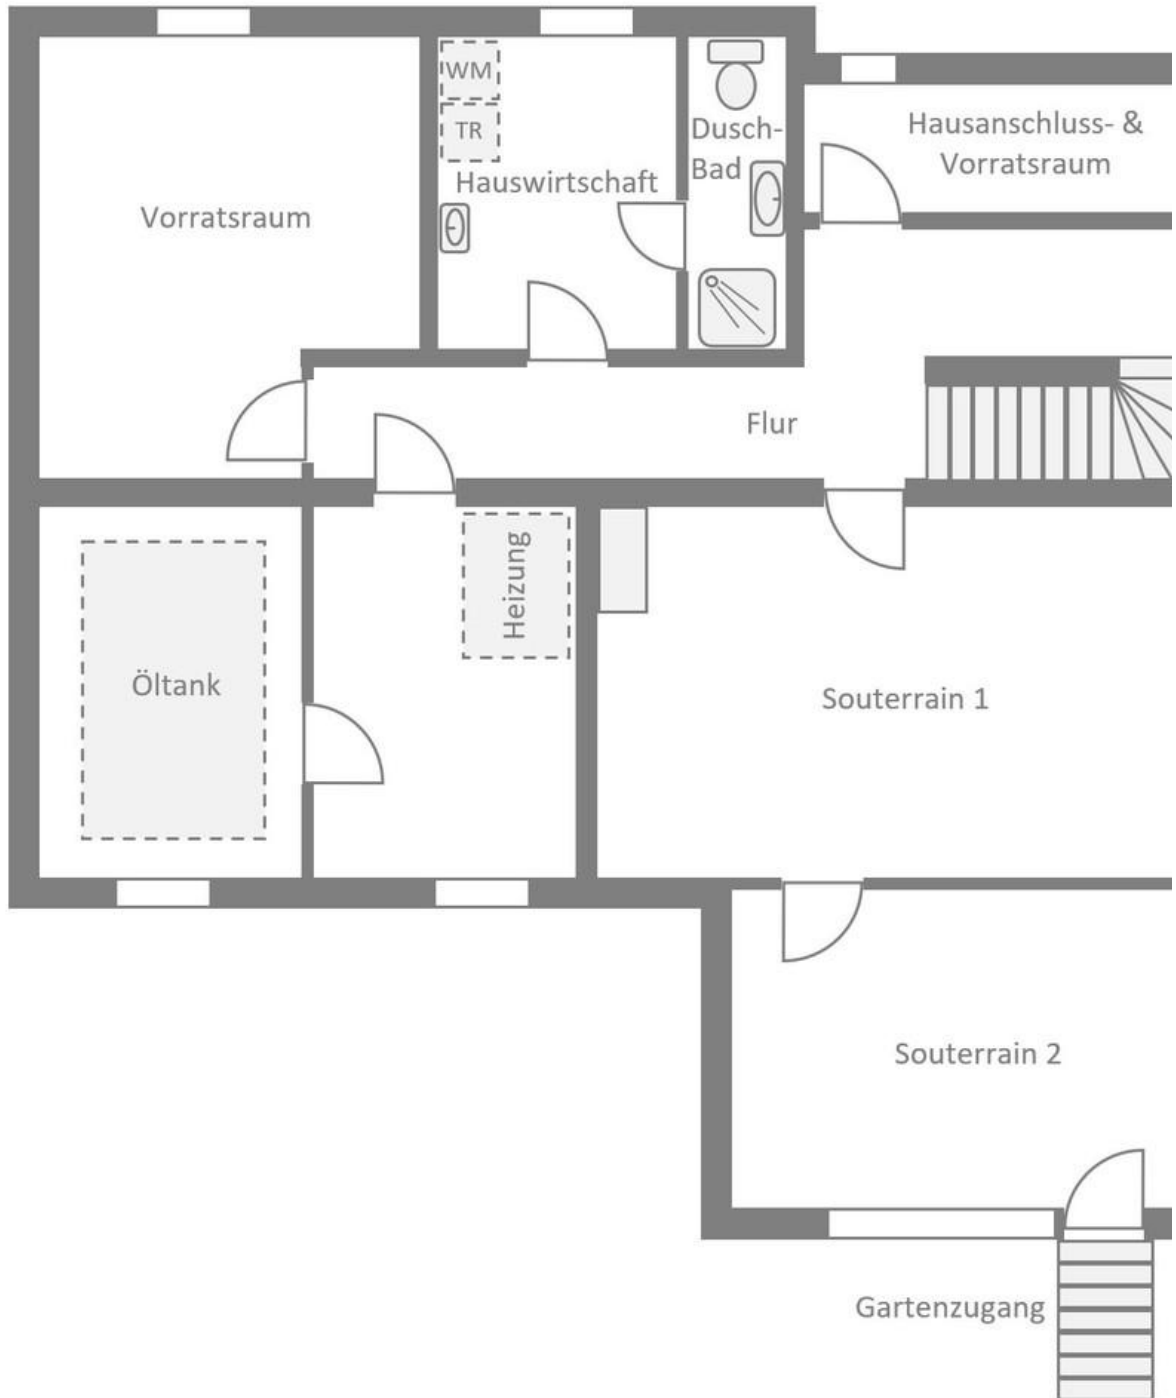 WM
TR
Dusch-
Bad
Hausanschluss- &
Vorratsraum
Hauswirtschaft
Vorratsraum
Flur
Heizung
Öltank
Souterrain 1
Souterrain 2
Gartenzugang